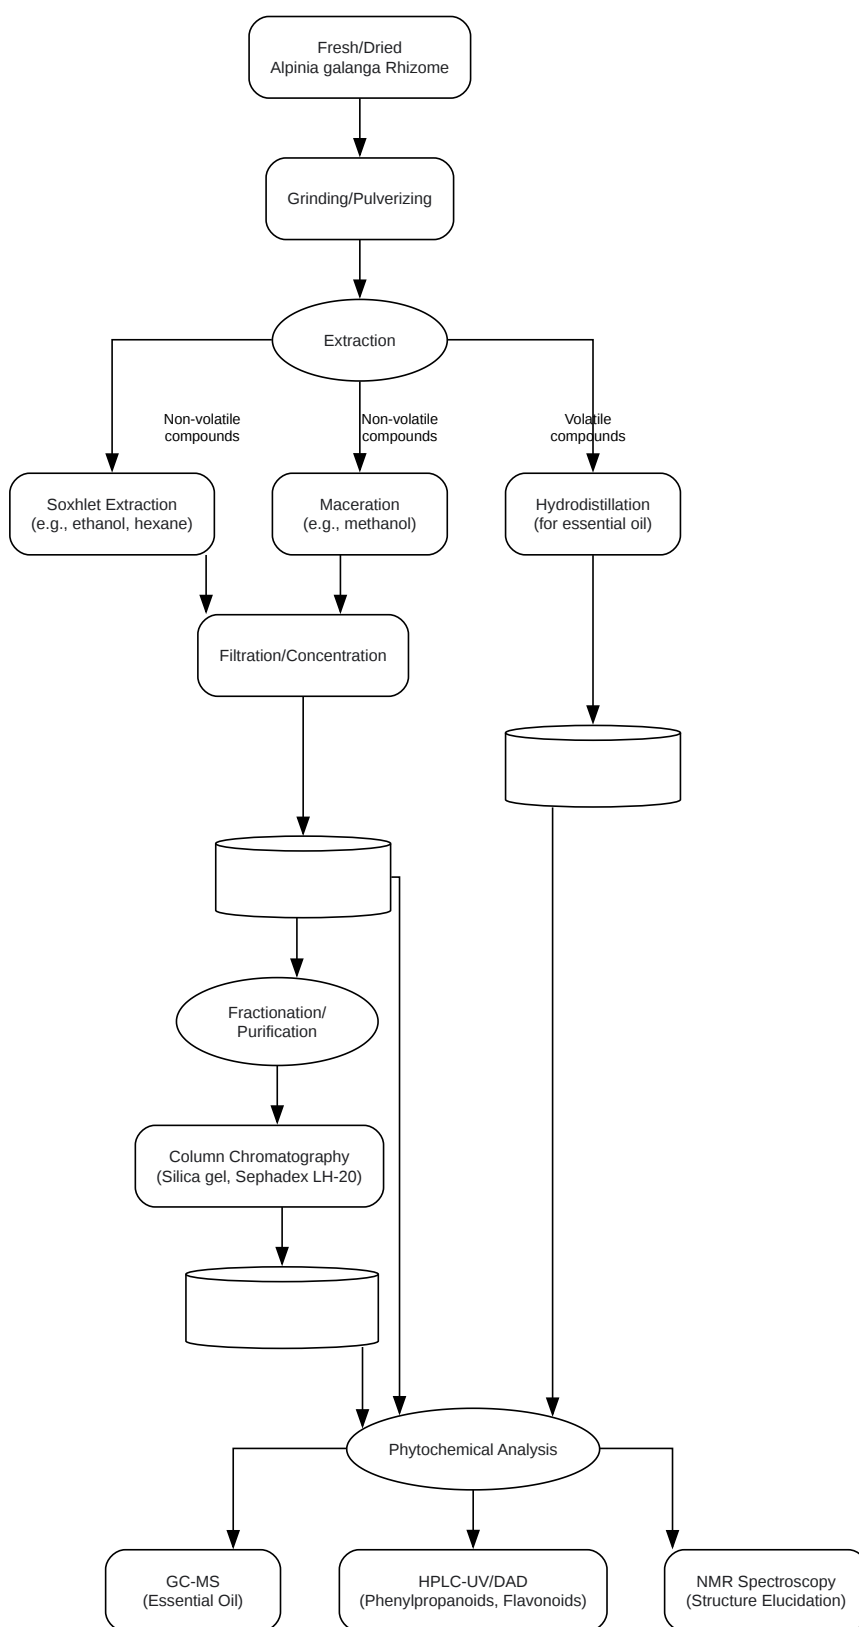 Fresh/Dried
Alpinia galanga Rhizome
Grinding/Pulverizing
Extraction
Non-volatile
compounds
Non-volatile
compounds
Volatile
compounds
Soxhlet Extraction
(e.g., ethanol, hexane)
Maceration
(e.g., methanol)
Hydrodistillation
(for essential oil)
Filtration/Concentration
Fractionation/
Purification
Column Chromatography
(Silica gel, Sephadex LH-20)
Phytochemical Analysis
GC-MS
(Essential Oil)
HPLC-UV/DAD
(Phenylpropanoids, Flavonoids)
NMR Spectroscopy
(Structure Elucidation)